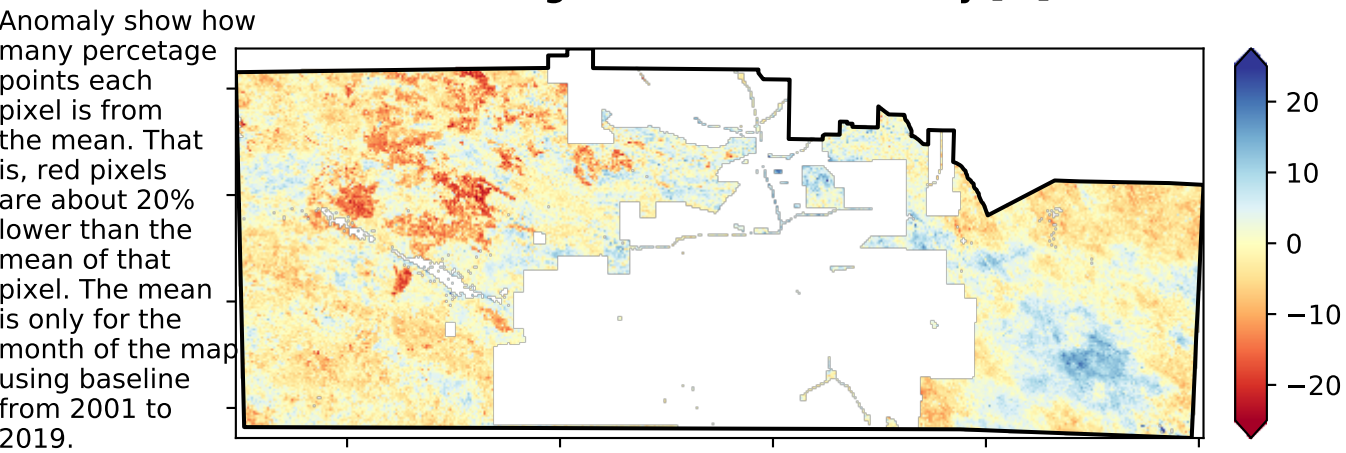 Anomaly show how
many percetage
points each
pixel is from
the mean. That
is, red pixels
are about 20%
lower than the
mean of that
pixel. The mean
is only for the
month of the map
using baseline
from 2001 to
2019.
20
10
0
−10
−20